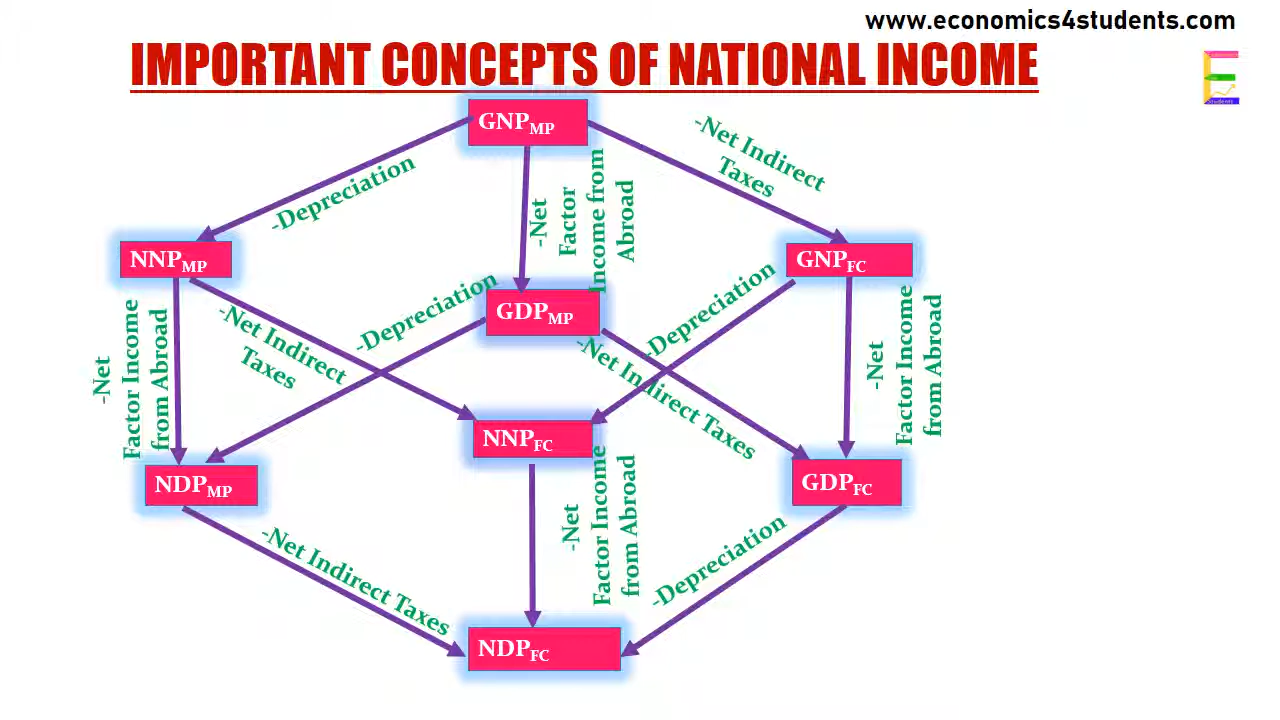 www.economics4students.com
IMPORTANT CONCEPTS OF NATIONAL INCOME
E
Students
GNPMP
-Depreciation
-Net
Factor
Income from
Abroad
-Net Indirect
Taxes
NNPMP
GDPMP
GNPFC
-Net
Factor Income
from Abroad
-Net Indirect
Taxes
-Depreciation
-Net Indirect Taxes
-Depreciation
-Net
Factor Income
from Abroad
NNPFC
NDPMP
GDPFC
-Net Indirect Taxes
-Net
Factor Income
from Abroad
-Depreciation
NDPFC